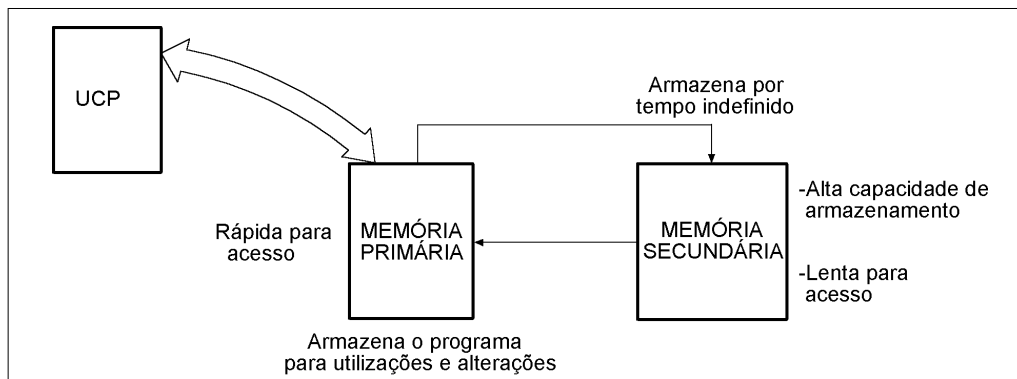 UCP
Armazena por
tempo indefinido
Rápida para
acesso
MEMÓRIA
PRIMÁRIA
MEMÓRIA
SECUNDÁRIA
-Alta capacidade de
armazenamento
-Lenta para
acesso
Armazena o programa
para utilizações e alterações